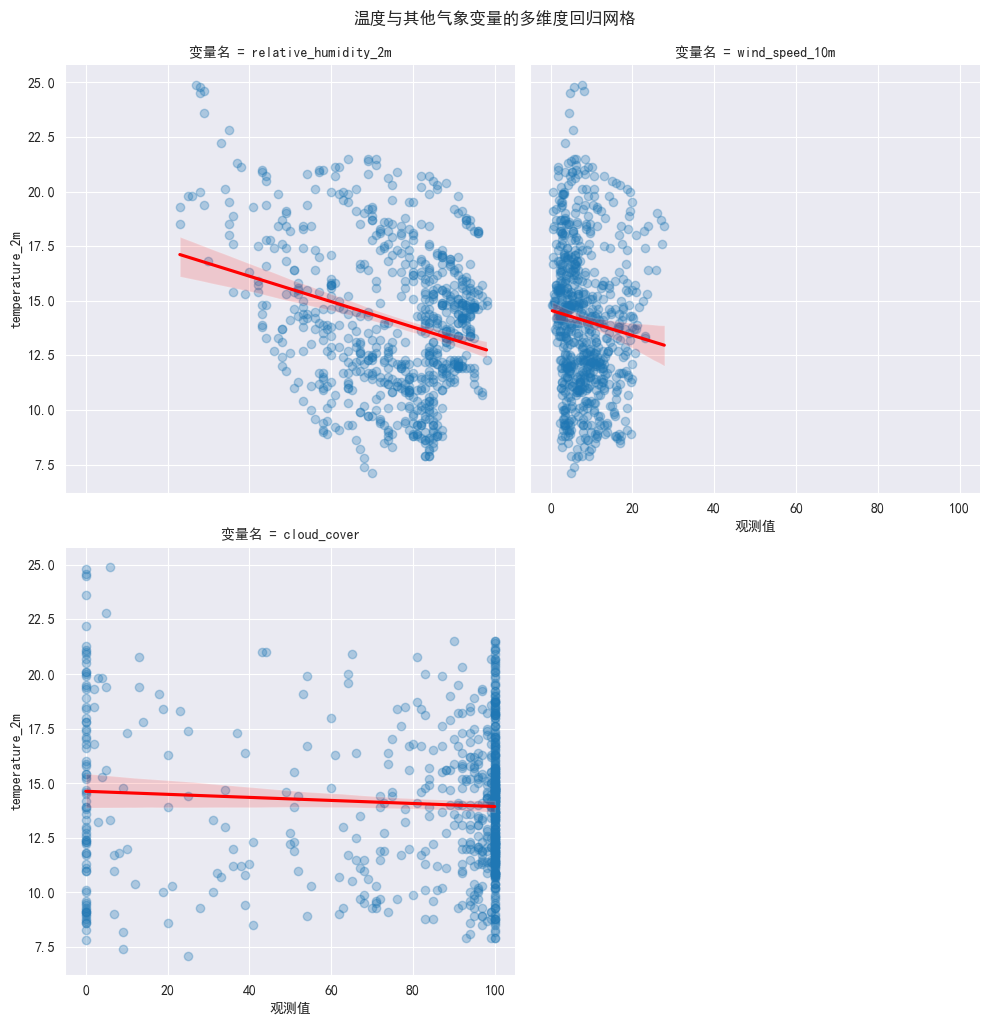 温度与其他气象变量的多维度回归网格
变量名 = relative_humidity_2m
变量名 = wind_speed_10m
25.0
22.5
20.0
17.5
15.0
12.5
10.0
7.5
temperature_2m
0 20 40 60 80 100
观测值
变量名 = cloud_cover
25.0
22.5
20.0
17.5
15.0
12.5
10.0
7.5
temperature_2m
0 20 40 60 80 100
观测值